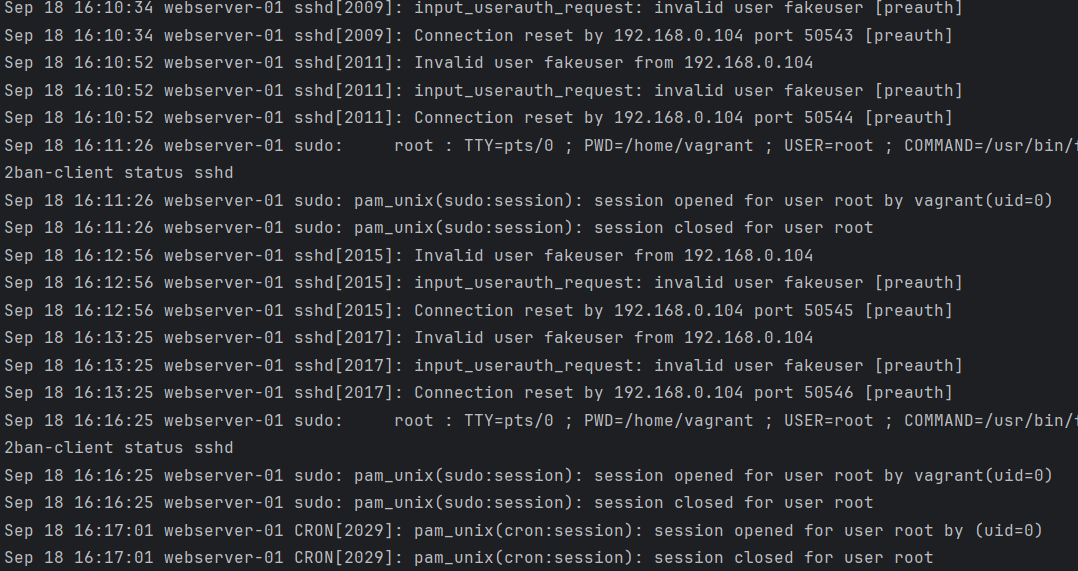 Sep 18 16:10:34 webserver-01 sshd[2009]: input_userauth_request: invalid user fakeuser [preauth]
Sep 18 16:10:34 webserver-01 sshd[2009]: Connection reset by 192.168.0.104 port 50543 [preauth]
Sep 18 16:10:52 webserver-01 sshd[2011]: Invalid user fakeuser from 192.168.0.104
Sep 18 16:10:52 webserver-01 sshd[2011]: input_userauth_request: invalid user fakeuser [preauth]
Sep 18 16:10:52 webserver-01 sshd[2011]: Connection reset by 192.168.0.104 port 50544 [preauth]
Sep 18 16:11:26 webserver-01 sudo:     root : TTY=pts/0 ; PWD=/home/vagrant ; USER=root ; COMMAND=/usr/bin/f
2ban-client status sshd
Sep 18 16:11:26 webserver-01 sudo: pam_unix(sudo:session): session opened for user root by vagrant(uid=0)
Sep 18 16:11:26 webserver-01 sudo: pam_unix(sudo:session): session closed for user root
Sep 18 16:12:56 webserver-01 sshd[2015]: Invalid user fakeuser from 192.168.0.104
Sep 18 16:12:56 webserver-01 sshd[2015]: input_userauth_request: invalid user fakeuser [preauth]
Sep 18 16:12:56 webserver-01 sshd[2015]: Connection reset by 192.168.0.104 port 50545 [preauth]
Sep 18 16:13:25 webserver-01 sshd[2017]: Invalid user fakeuser from 192.168.0.104
Sep 18 16:13:25 webserver-01 sshd[2017]: input_userauth_request: invalid user fakeuser [preauth]
Sep 18 16:13:25 webserver-01 sshd[2017]: Connection reset by 192.168.0.104 port 50546 [preauth]
Sep 18 16:16:25 webserver-01 sudo:     root : TTY=pts/0 ; PWD=/home/vagrant ; USER=root ; COMMAND=/usr/bin/f
2ban-client status sshd
Sep 18 16:16:25 webserver-01 sudo: pam_unix(sudo:session): session opened for user root by vagrant(uid=0)
Sep 18 16:16:25 webserver-01 sudo: pam_unix(sudo:session): session closed for user root
Sep 18 16:17:01 webserver-01 CRON[2029]: pam_unix(cron:session): session opened for user root by (uid=0)
Sep 18 16:17:01 webserver-01 CRON[2029]: pam_unix(cron:session): session closed for user root